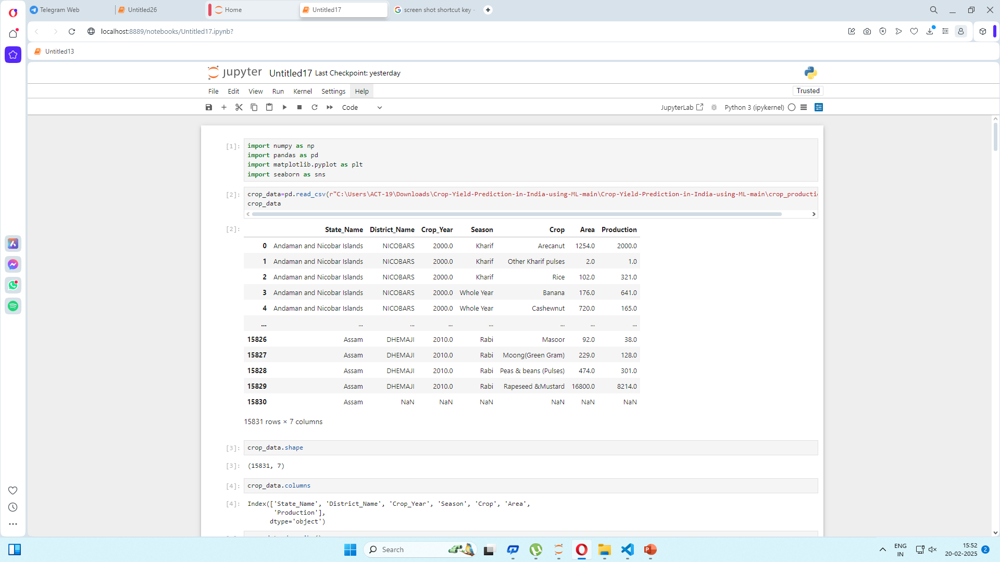 Telegram Web
Untitled26
Home
Untitled17
screen shot shortcut key -
localhost:8889/notebooks/Untitled17.ipynb?
Untitled13
jupyter Untitled17 Last Checkpoint: yesterday
File Edit View Run Kernel Settings Help
Trusted
Code
JupyterLab
Python 3 (ipykernel)
[1]: import numpy as np
import pandas as pd
import matplotlib.pyplot as plt
import seaborn as sns
[2]: crop_data=pd.read_csv(r"C:\Users\ACT-19\Downloads\Crop-Yield-Prediction-in-India-using-ML-main\Crop-Yield-Prediction-in-India-using-ML-main\crop_producti
crop_data
[2]: State_Name District_Name Crop_Year Season Crop Area Production
0 Andaman and Nicobar Islands NICOBARS 2000.0 Kharif Arecanut 1254.0 2000.0
1 Andaman and Nicobar Islands NICOBARS 2000.0 Kharif Other Kharif pulses 2.0 1.0
2 Andaman and Nicobar Islands NICOBARS 2000.0 Kharif Rice 102.0 321.0
3 Andaman and Nicobar Islands NICOBARS 2000.0 Whole Year Banana 176.0 641.0
4 Andaman and Nicobar Islands NICOBARS 2000.0 Whole Year Cashewnut 720.0 165.0
... ... ... ... ... ... ... ...
15826 Assam DHEMAJI 2010.0 Rabi Masoor 92.0 38.0
15827 Assam DHEMAJI 2010.0 Rabi Moong(Green Gram) 229.0 128.0
15828 Assam DHEMAJI 2010.0 Rabi Peas & beans (Pulses) 474.0 301.0
15829 Assam DHEMAJI 2010.0 Rabi Rapeseed &Mustard 16800.0 8214.0
15830 Assam NaN NaN NaN NaN NaN NaN
15831 rows × 7 columns
[3]: crop_data.shape
[3]: (15831, 7)
[4]: crop_data.columns
[4]: Index(['State_Name', 'District_Name', 'Crop_Year', 'Season', 'Crop', 'Area',
'Production'],
dtype='object')
Search
ENG
IN
15:52
20-02-2025
2